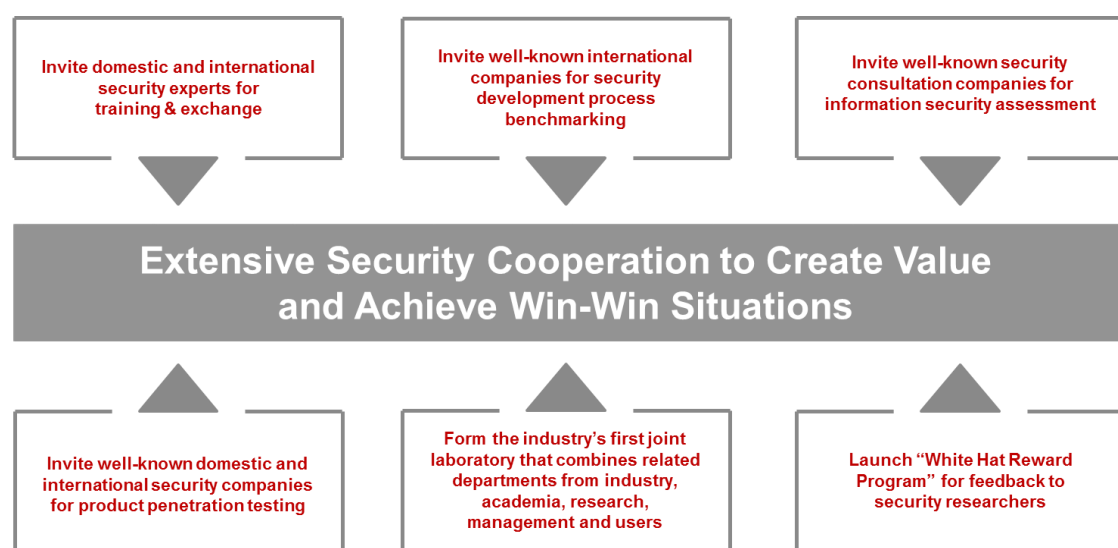 Invite domestic and international
security experts for
training & exchange
Invite well-known international
companies for security
development process
benchmarking
Invite well-known security
consultation companies for
information security assessment
Extensive Security Cooperation to Create Value
and Achieve Win-Win Situations
Invite well-known domestic and
international security companies
for product penetration testing
Form the industry’s first joint
laboratory that combines related
departments from industry,
academia, research,
management and users
Launch “White Hat Reward
Program” for feedback to
security researchers